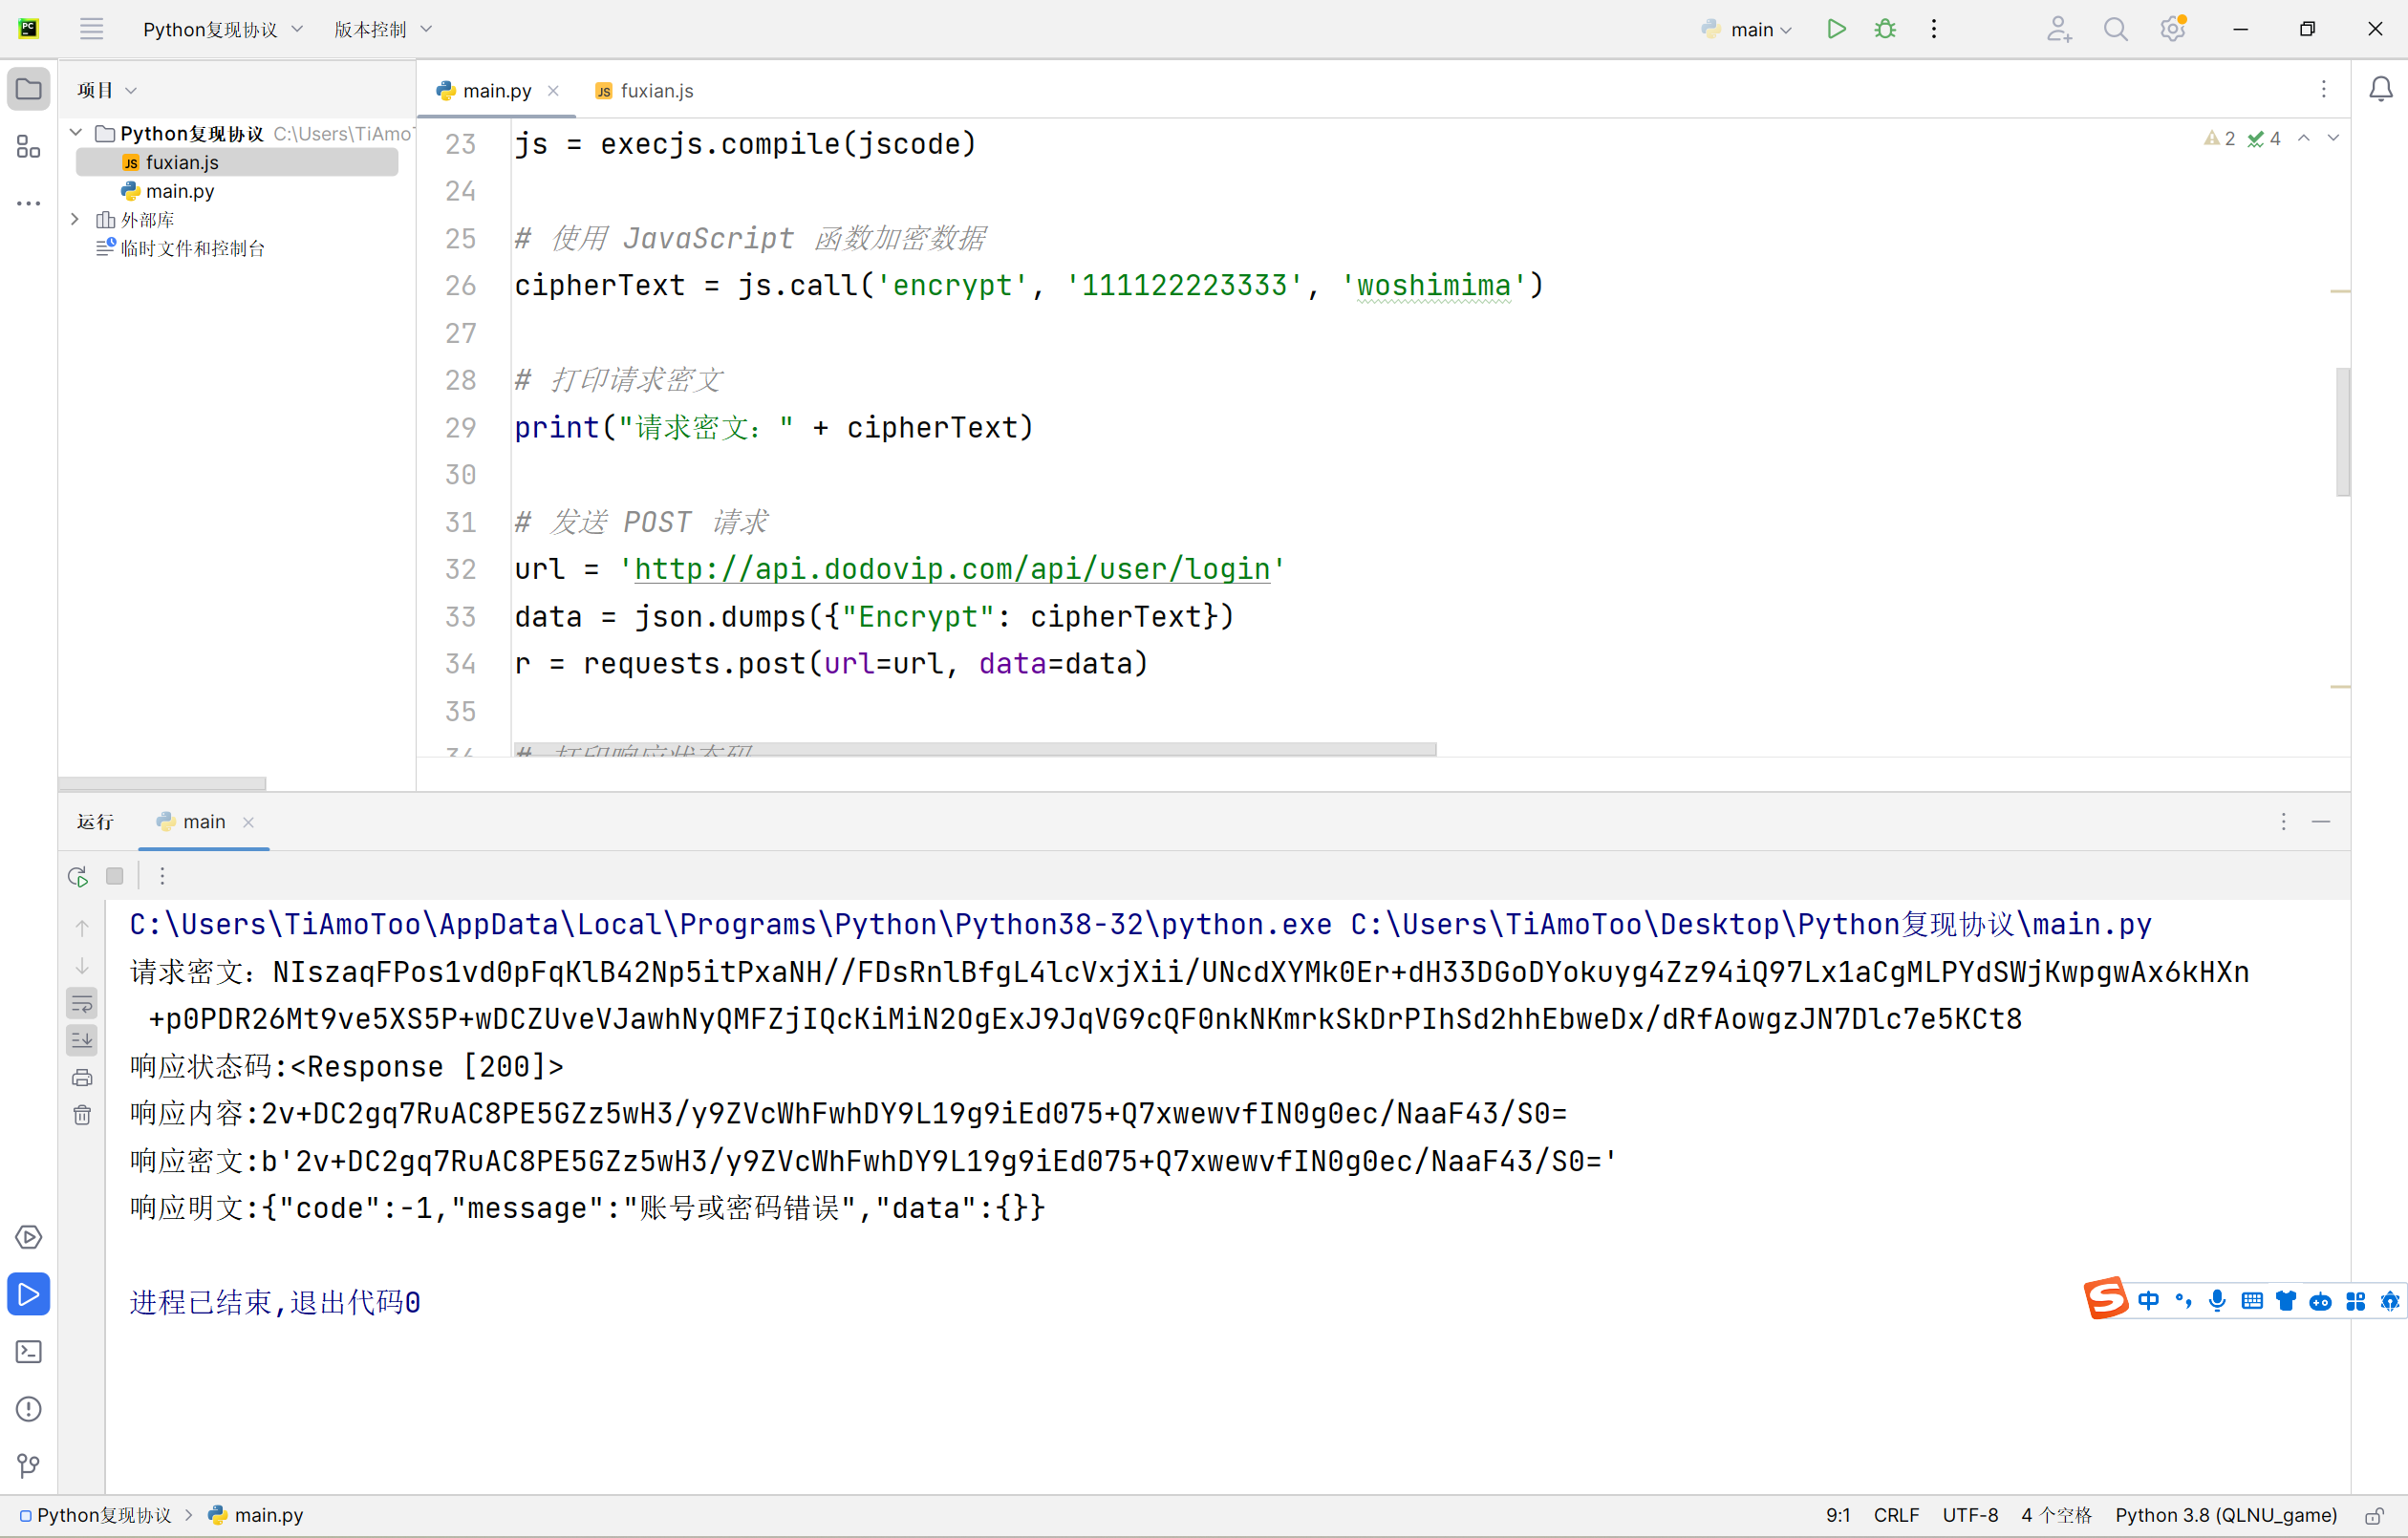 PC
Python复现协议
版本控制
main
项目
main.py
JS fuxian.js
Python复现协议 C:\Users\TiAmoT
JS fuxian.js
main.py
外部库
临时文件和控制台
2 4
23 js = execjs.compile(jscode)
24
25 # 使用 JavaScript 函数加密数据
26 cipherText = js.call('encrypt', '111122223333', 'woshimima')
27
28 # 打印请求密文
29 print("请求密文：" + cipherText)
30
31 # 发送 POST 请求
32 url = 'http://api.dodovip.com/api/user/login'
33 data = json.dumps({"Encrypt": cipherText})
34 r = requests.post(url=url, data=data)
35
36 # 打印响应状态码
运行
main
C:\Users\TiAmoToo\AppData\Local\Programs\Python\Python38-32\python.exe C:\Users\TiAmoToo\Desktop\Python复现协议\main.py
请求密文：NIszaqFPos1vd0pFqKlB42Np5itPxaNH//FDsRnlBfgL4lcVxjXii/UNcdXYMk0Er+dH33DGoDYokuyg4Zz94iQ97Lx1aCgMLPYdSWjKwpgwAx6kHXn
+p0PDR26Mt9ve5XS5P+wDCZUveVJawhNyQMFZjIQcKiMiN2OgExJ9JqVG9cQF0nkNKmrkSkDrPIhSd2hhEbweDx/dRfAowgzJN7Dlc7e5KCt8
响应状态码:<Response [200]>
响应内容:2v+DC2gq7RuAC8PE5GZz5wH3/y9ZVcWhFwhDY9L19g9iEd075+Q7xwewvfIN0g0ec/NaaF43/S0=
响应密文:b'2v+DC2gq7RuAC8PE5GZz5wH3/y9ZVcWhFwhDY9L19g9iEd075+Q7xwewvfIN0g0ec/NaaF43/S0='
响应明文:{"code":-1,"message":"账号或密码错误","data":{}}
进程已结束,退出代码0
S 中
Python复现协议 main.py
9:1 CRLF UTF-8 4 个空格 Python 3.8 (QLNU_game)